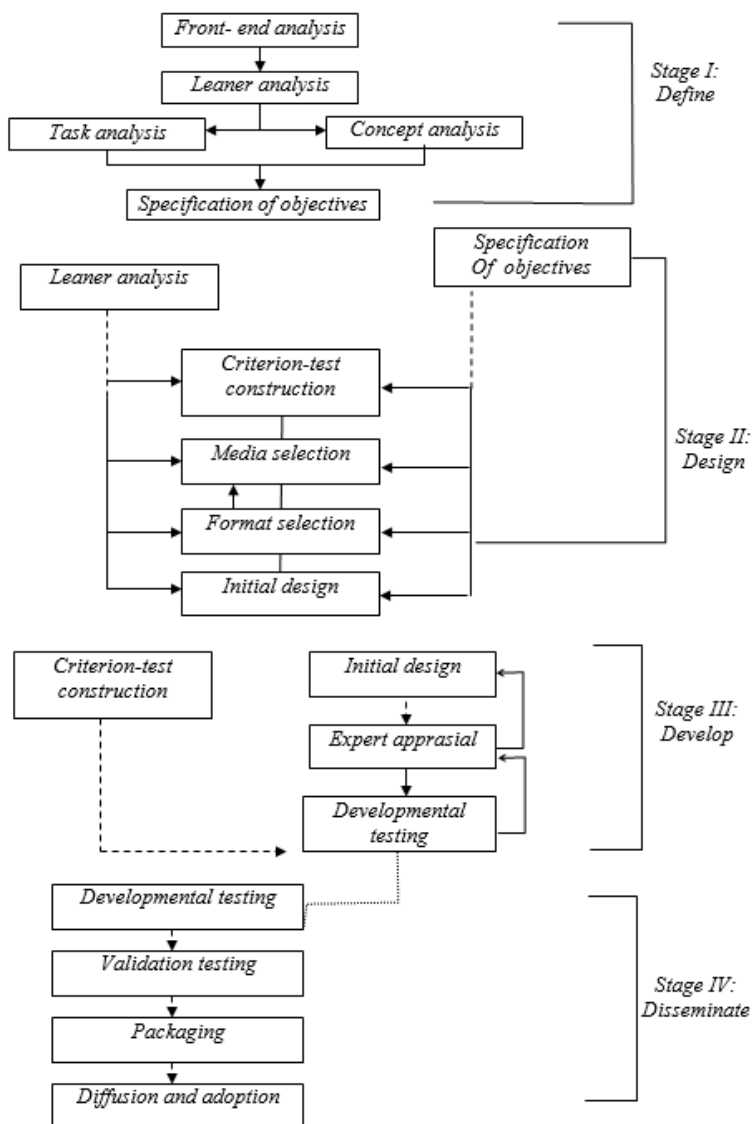 Front- end analysis
Leaner analysis
Task analysis
Concept analysis
Specification of objectives
Stage I:
Define
Specification
Of objectives
Leaner analysis
Criterion-test
construction
Media selection
Format selection
Initial design
Stage II:
Design
Criterion-test
construction
Initial design
Expert apprasial
Developmental
testing
Stage III:
Develop
Developmental testing
Validation testing
Packaging
Diffusion and adoption
Stage IV:
Disseminate